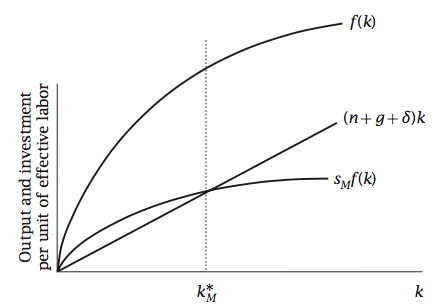 f(k)
(n + g + δ)k
s_M f(k)
Output and investment
per unit of effective labor
k*_M
k